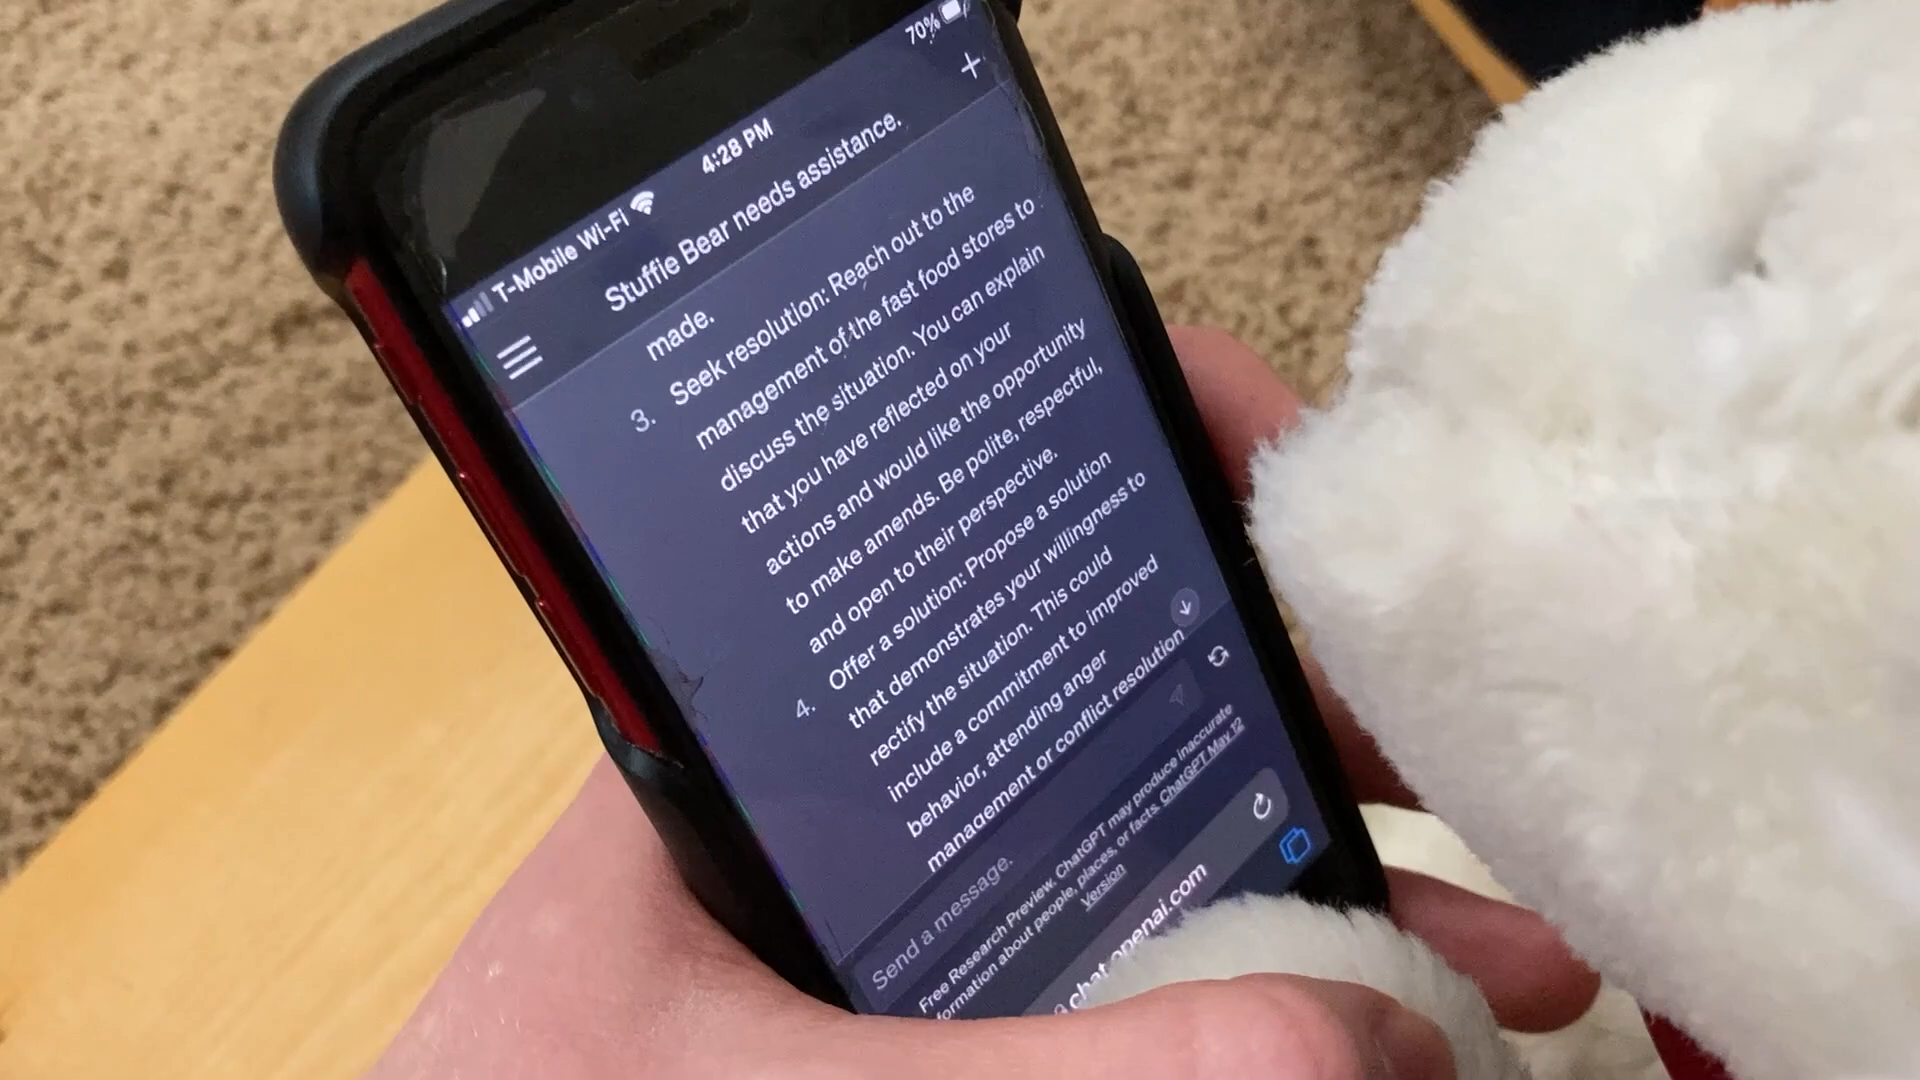 T-Mobile Wi-Fi 4:28 PM 70%
Stuffie Bear needs assistance.
made.
3. Seek resolution: Reach out to the
management of the fast food stores to
discuss the situation. You can explain
that you have reflected on your
actions and would like the opportunity
to make amends. Be polite, respectful,
and open to their perspective.
4. Offer a solution: Propose a solution
that demonstrates your willingness to
rectify the situation. This could
include a commitment to improved
behavior, attending anger
management or conflict resolution
Send a message.
Free Research Preview. ChatGPT may produce inaccurate
formation about people, places, or facts. ChatGPT May 12
Version
chat.openai.com